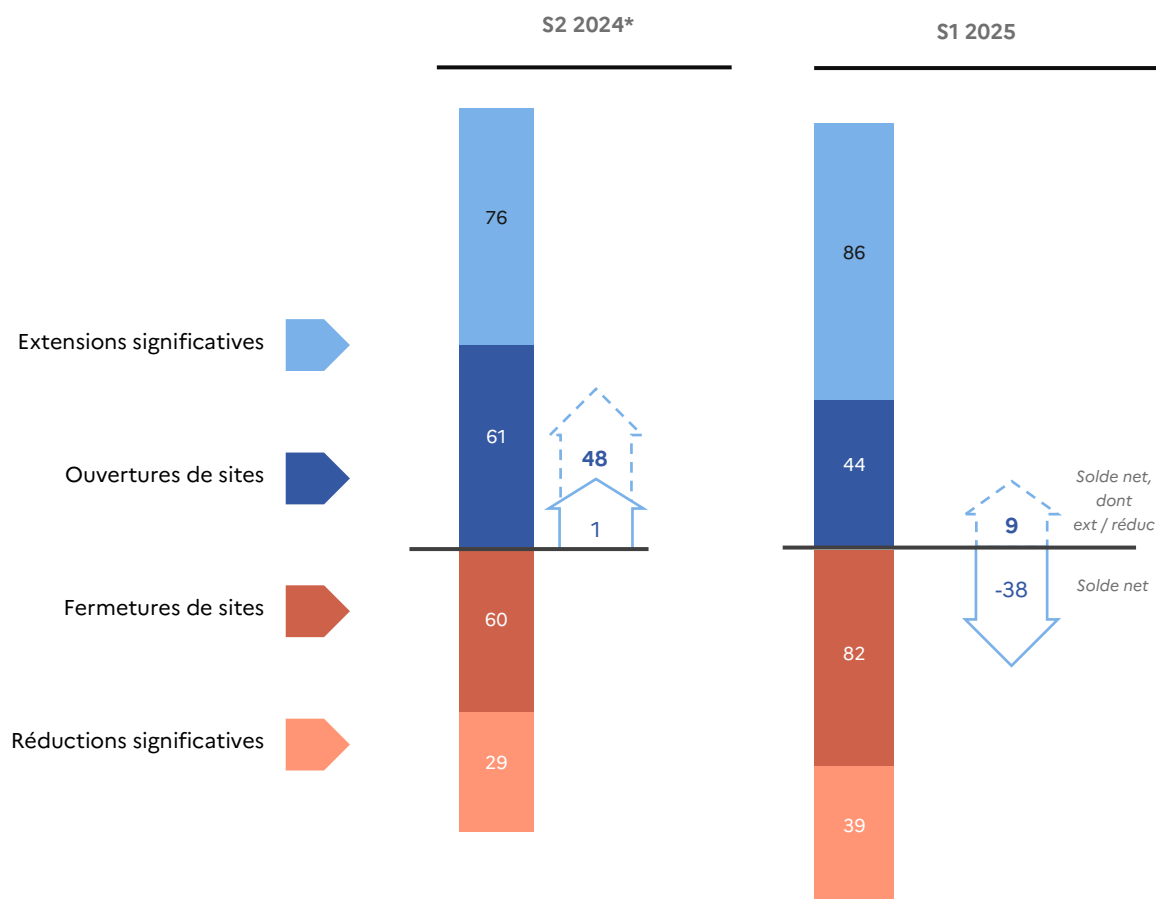 S2 2024*
S1 2025
76
86
Extensions significatives
61
44
48
Ouvertures de sites
Solde net,
dont
ext / réduc
1
9
Fermetures de sites
60
82
-38
Solde net
Réductions significatives
29
39